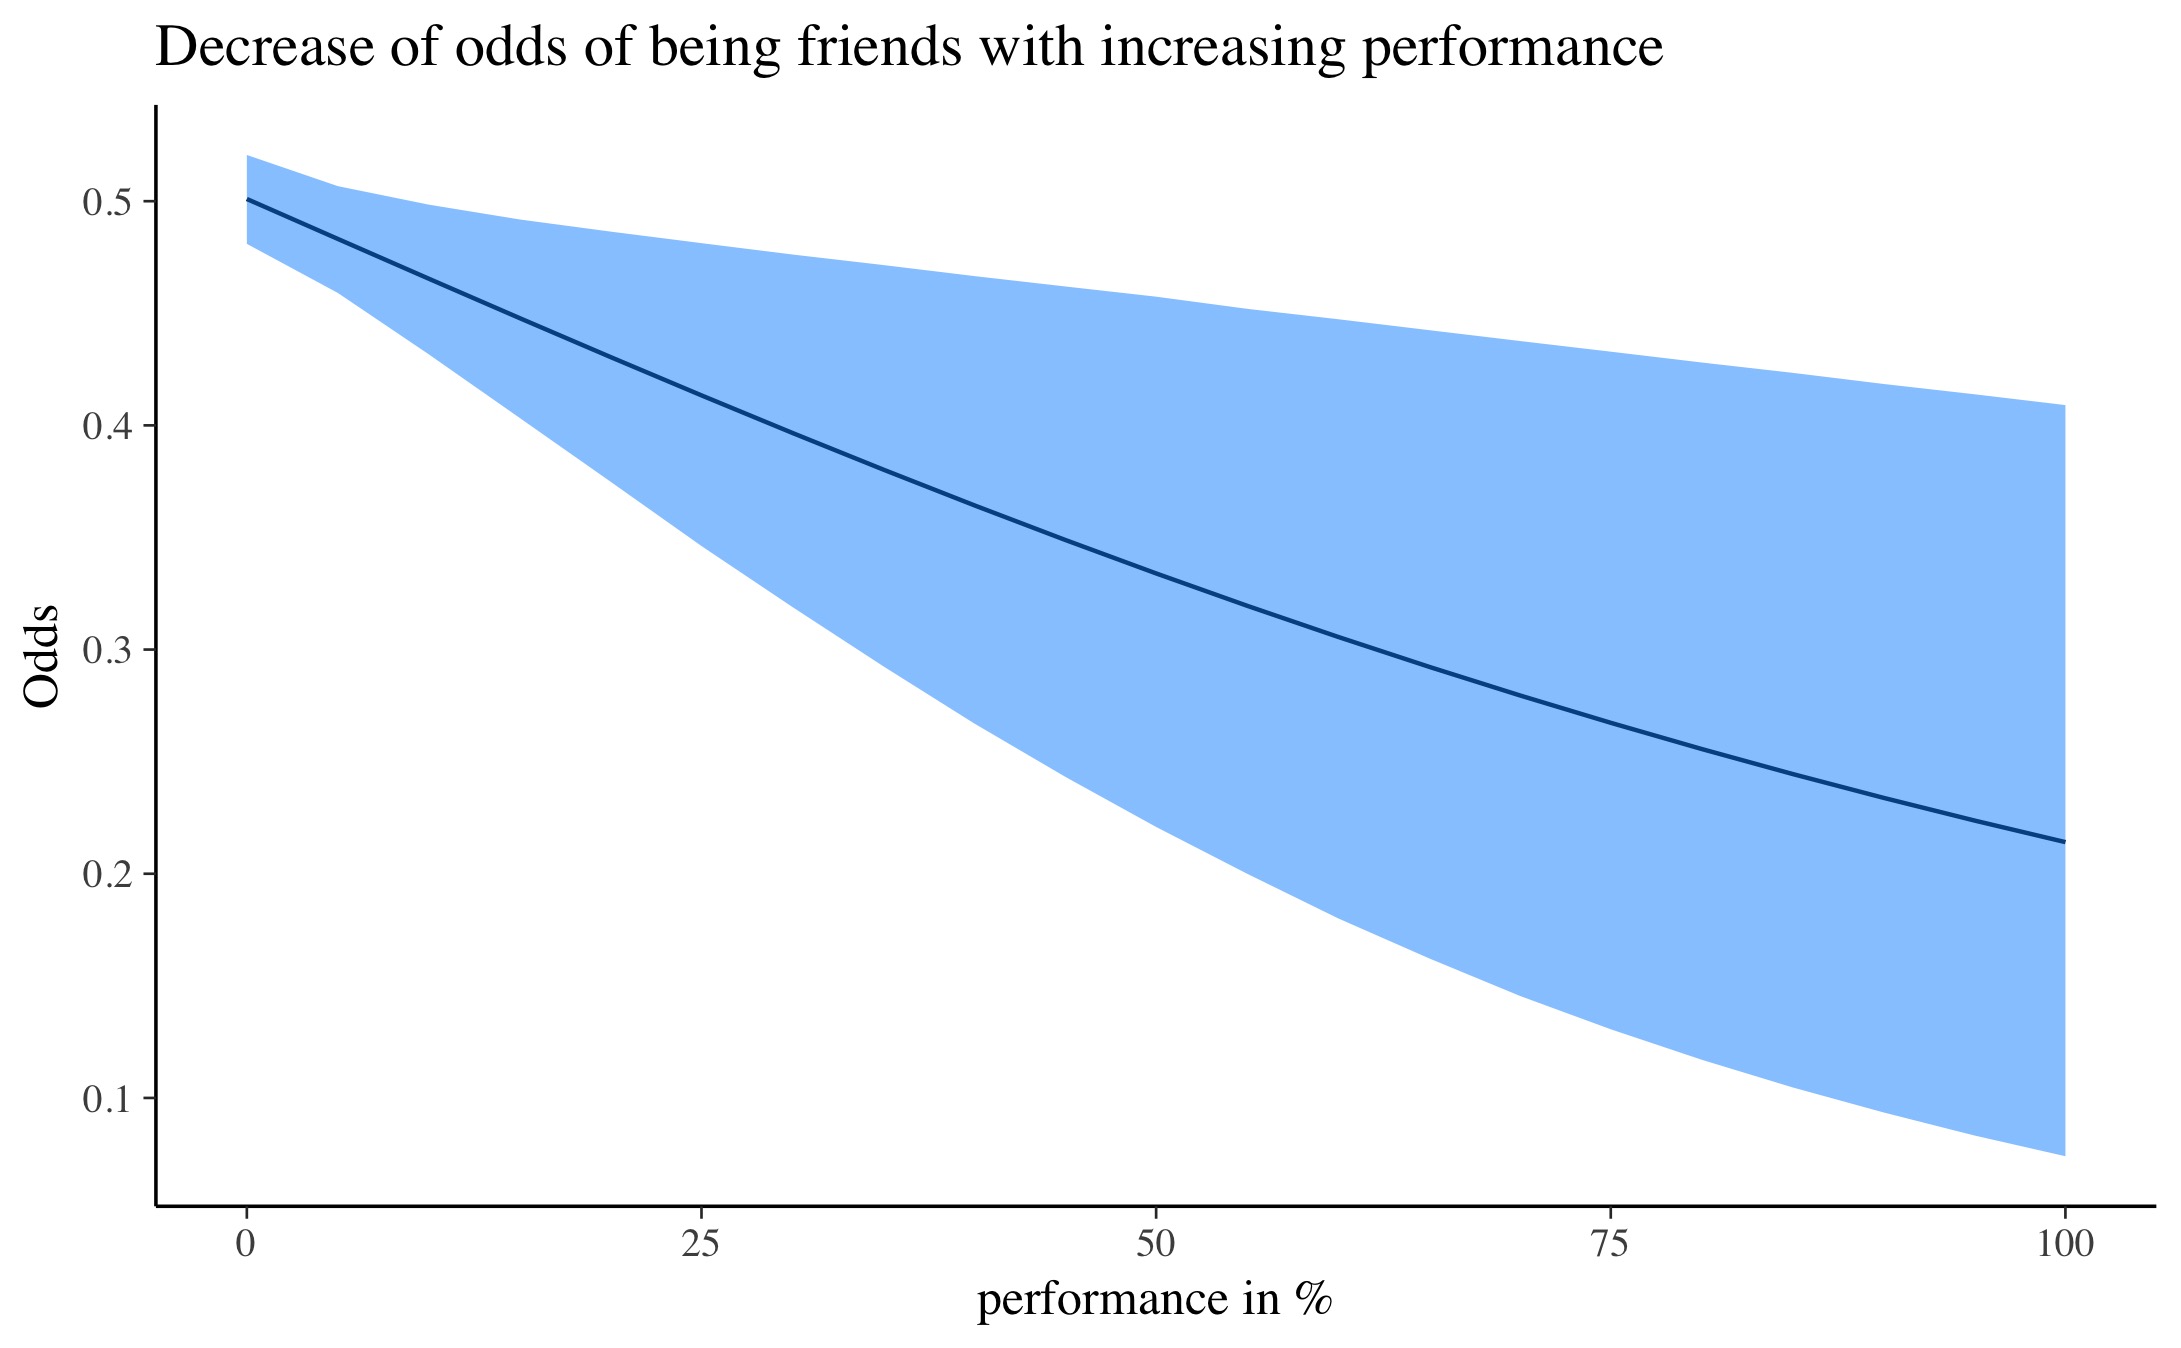 Decrease of odds of being friends with increasing performance
Odds
0.5
0.4
0.3
0.2
0.1
0 25 50 75 100
performance in %